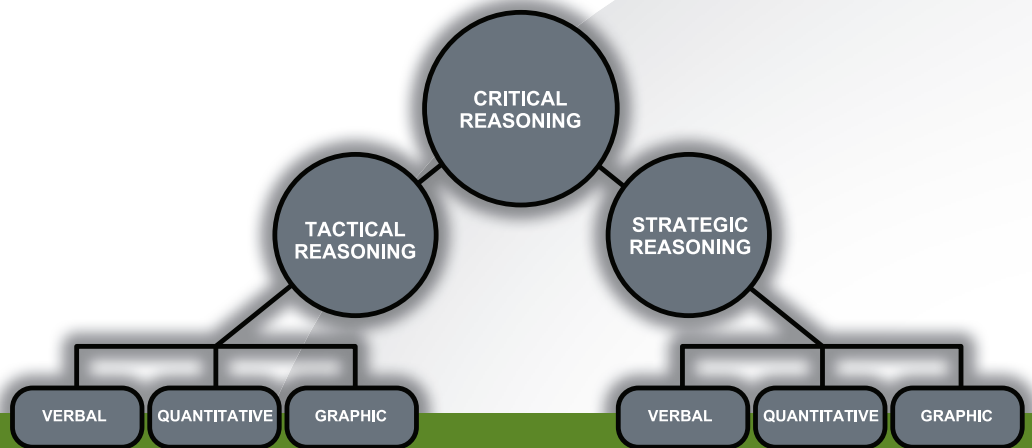 CRITICAL
REASONING
TACTICAL
REASONING
STRATEGIC
REASONING
VERBAL
QUANTITATIVE
GRAPHIC
VERBAL
QUANTITATIVE
GRAPHIC